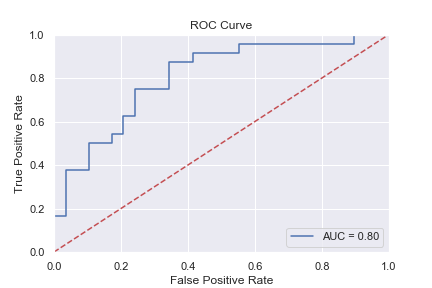 ROC Curve
1.0
0.8
0.6
0.4
0.2
0.0
True Positive Rate
AUC = 0.80
0.0 0.2 0.4 0.6 0.8 1.0
False Positive Rate